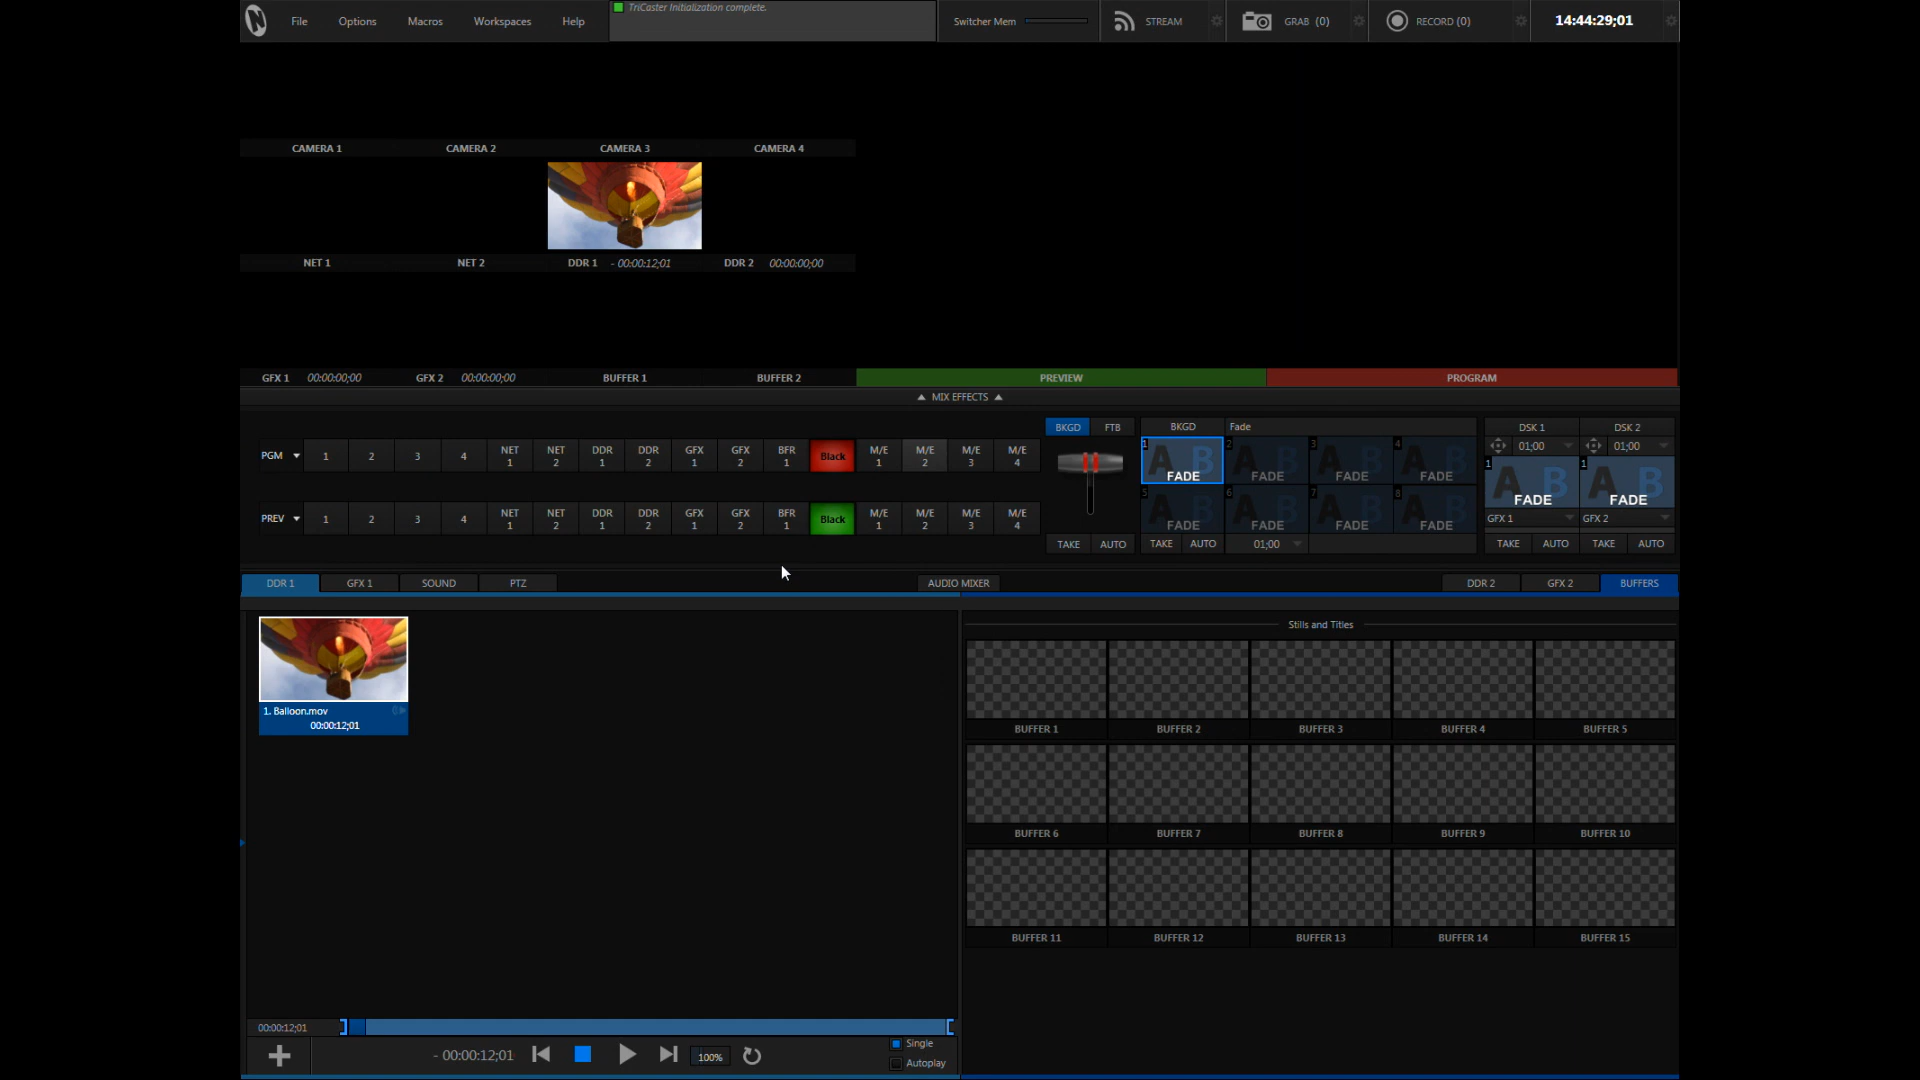 File Options Macros Workspaces Help TriCaster Initialization complete. Switcher Mem STREAM GRAB (0) RECORD (0) 14:44:29;01
CAMERA 1 CAMERA 2 CAMERA 3 CAMERA 4
NET 1 NET 2 DDR 1 - 00:00:12;01 DDR 2 00:00:00;00
GFX 1 00:00:00;00 GFX 2 00:00:00;00 BUFFER 1 BUFFER 2 PREVIEW PROGRAM
MIX EFFECTS
BKGD FTB BKGD Fade DSK 1 DSK 2
01;00 01;00
PGM 1 2 3 4 NET 1 NET 2 DDR 1 DDR 2 GFX 1 GFX 2 BFR 1 Black M/E 1 M/E 2 M/E 3 M/E 4
1 A B FADE 2 A B FADE 3 A B FADE 4 A B FADE
1 A B FADE 1 A B FADE
PREV 1 2 3 4 NET 1 NET 2 DDR 1 DDR 2 GFX 1 GFX 2 BFR 1 Black M/E 1 M/E 2 M/E 3 M/E 4
5 A B FADE 6 A B FADE 7 A B FADE 8 A B FADE
GFX 1 GFX 2
TAKE AUTO TAKE AUTO 01;00 TAKE AUTO TAKE AUTO
DDR 1 GFX 1 SOUND PTZ AUDIO MIXER DDR 2 GFX 2 BUFFERS
1. Balloon.mov
00:00:12;01
Stills and Titles
BUFFER 1 BUFFER 2 BUFFER 3 BUFFER 4 BUFFER 5
BUFFER 6 BUFFER 7 BUFFER 8 BUFFER 9 BUFFER 10
BUFFER 11 BUFFER 12 BUFFER 13 BUFFER 14 BUFFER 15
00:00:12;01
- 00:00:12;01 100% Single
Autoplay